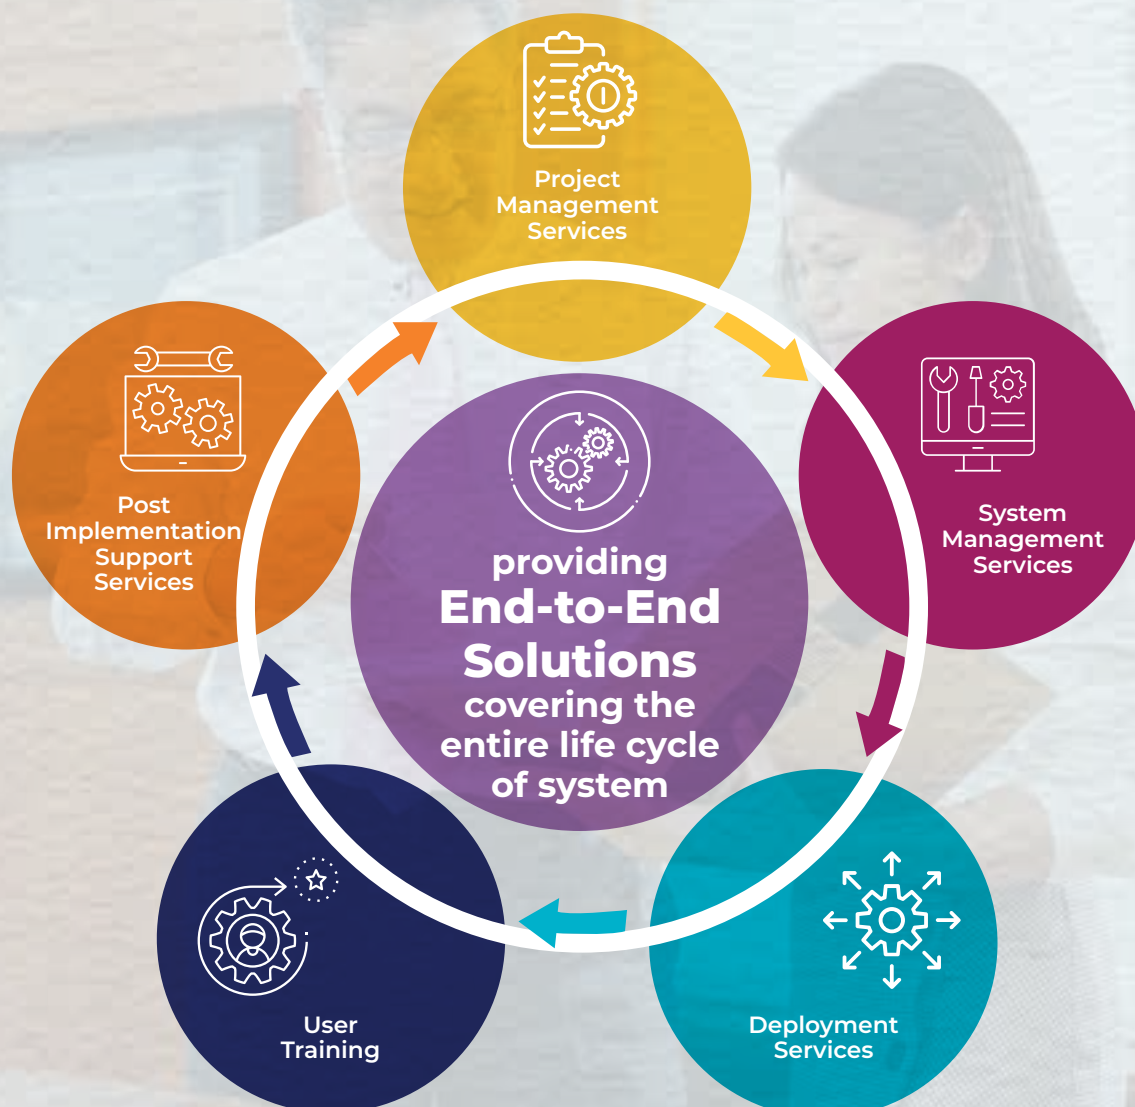 Project
Management
Services
System
Management
Services
Deployment
Services
User
Training
Post
Implementation
Support
Services
providing
End-to-End
Solutions
covering the
entire life cycle
of system